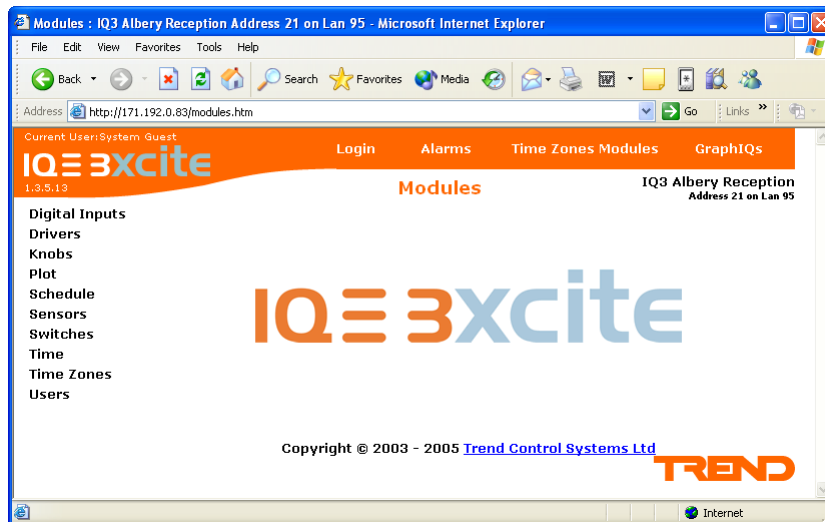 Modules : IQ3 Albery Reception Address 21 on Lan 95 - Microsoft Internet Explorer
File Edit View Favorites Tools Help
Back Search Favorites Media
Address http://171.192.0.83/modules.htm Go Links »
Current User:System Guest
IQ3 3xcite Login Alarms Time Zones Modules GraphIQs
1.3.5.13
Modules
IQ3 Albery Reception
Address 21 on Lan 95
Digital Inputs
Drivers
Knobs
Plot
Schedule
Sensors
Switches
Time
Time Zones
Users
IQ3 3xcite
Copyright © 2003 - 2005 Trend Control Systems Ltd
TREND
Internet